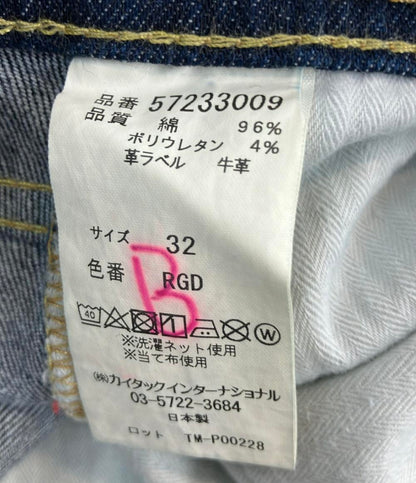 品番 57233009
品質 綿 96%
ポリウレタン 4%
革ラベル 牛革
サイズ 32
色番 RGD
B
40 W
※洗濯ネット使用
※当て布使用
㈱カイタックインターナショナル
03-5722-3684
日本製
ロット TM-P00228